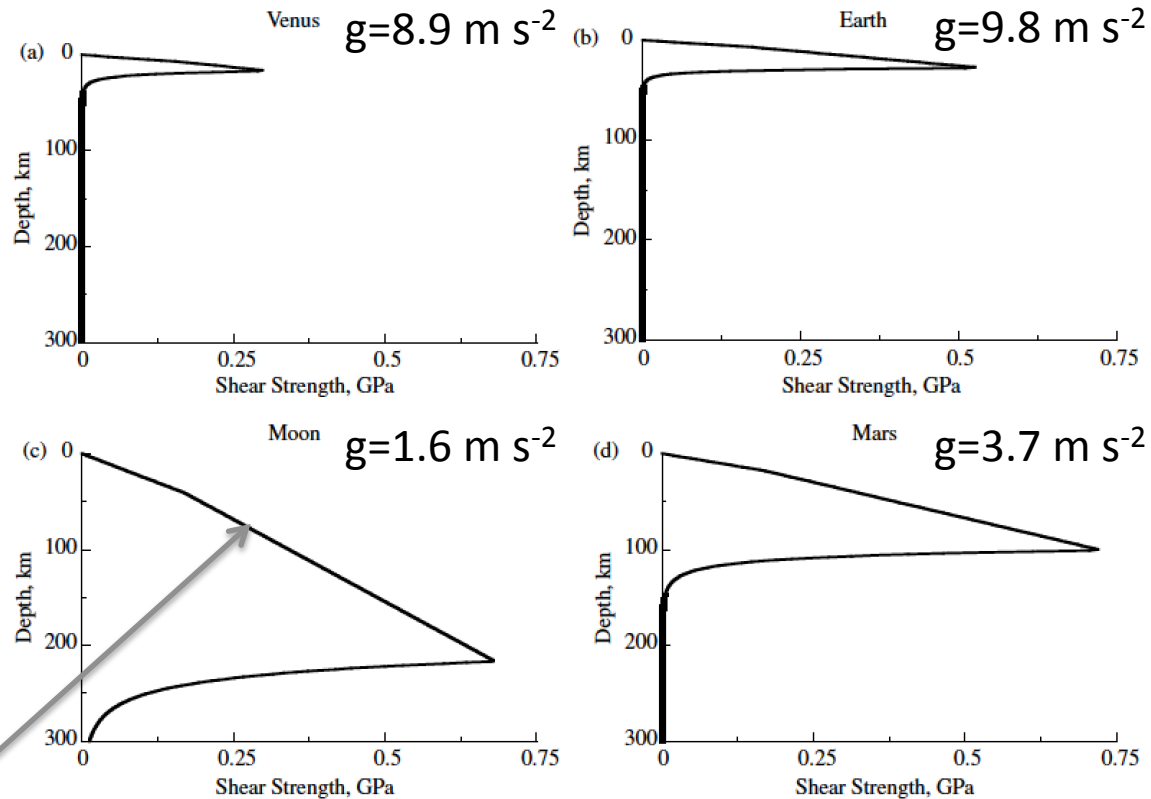 Venus
g=8.9 m s-2
(a)
0
100
200
300
Depth, km
0
0.25
0.5
0.75
Shear Strength, GPa
Earth
g=9.8 m s-2
(b)
0
100
200
300
Depth, km
0
0.25
0.5
0.75
Shear Strength, GPa
Moon
g=1.6 m s-2
(c)
0
100
200
300
Depth, km
0
0.25
0.5
0.75
Shear Strength, GPa
Mars
g=3.7 m s-2
(d)
0
100
200
300
Depth, km
0
0.25
0.5
0.75
Shear Strength, GPa